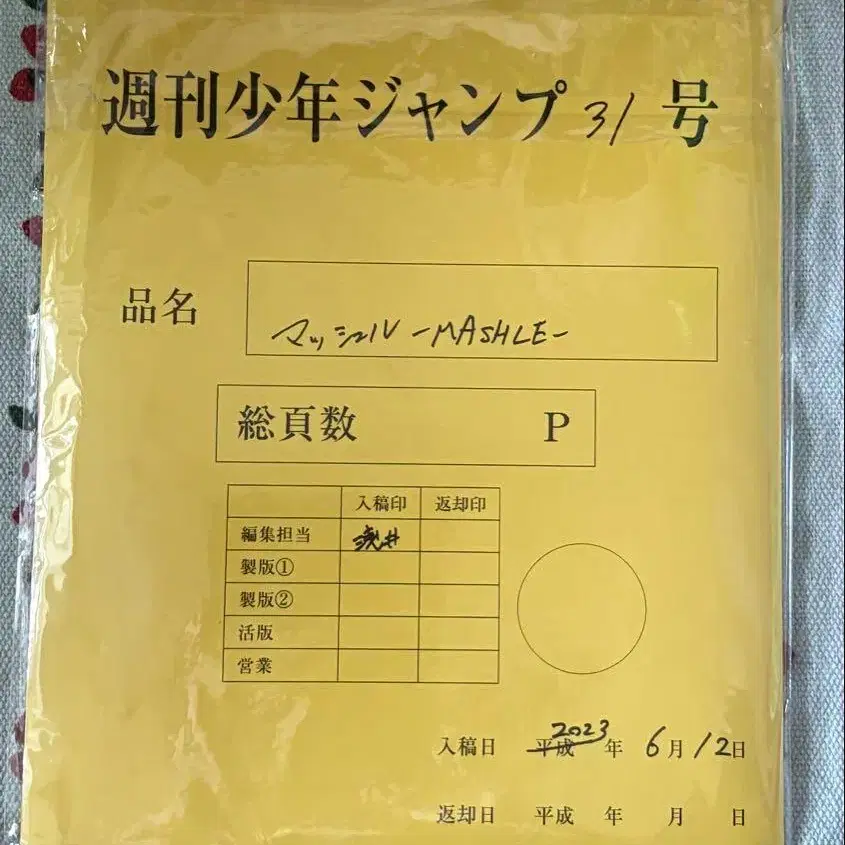 週刊少年ジャンプ 31 号
品名 マッシュル-MASHLE-
総頁数 P
入稿印 返却印
編集担当 浅井
製版①
製版②
活版
営業
入稿日 平成 2023 年 6月12日
返却日 平成 年 月 日